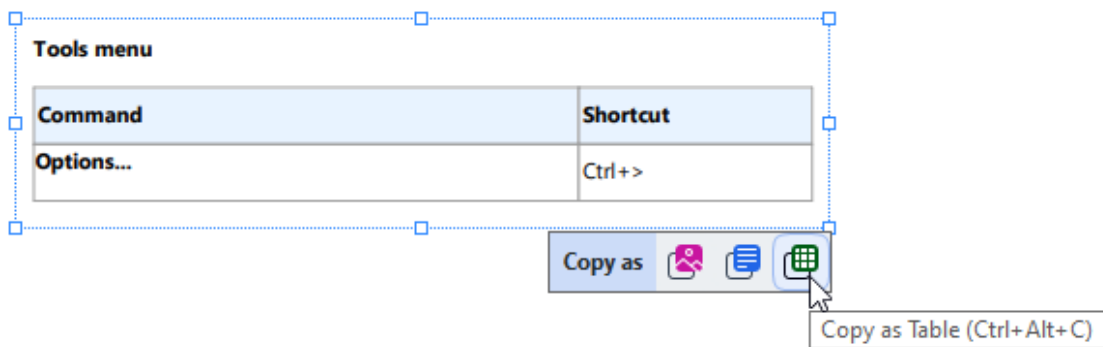 Tools menu
Command Shortcut
Options... Ctrl+>
Copy as
Copy as Table (Ctrl+Alt+C)